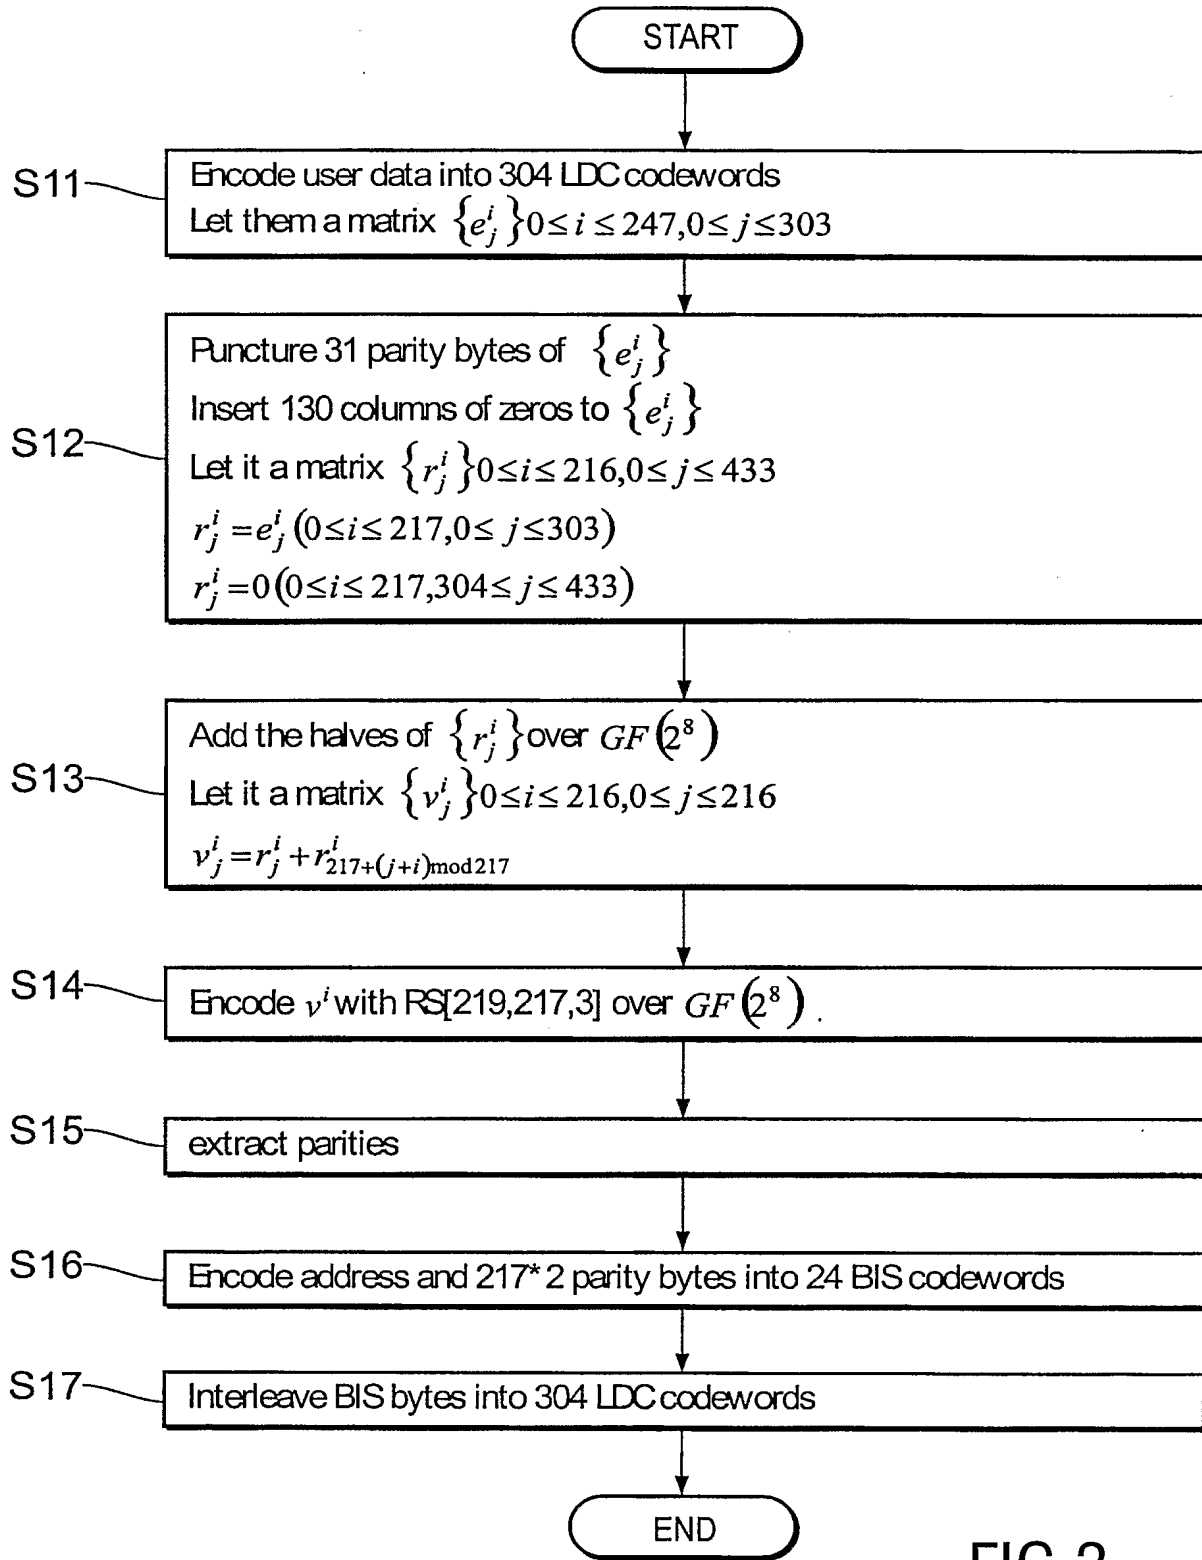 START
S11
Encode user data into 304 LDC codewords
Let them a matrix {e_j^i} 0≤i≤247,0≤j≤303
S12
Puncture 31 parity bytes of {e_j^i}
Insert 130 columns of zeros to {e_j^i}
Let it a matrix {r_j^i} 0≤i≤216,0≤j≤433
r_j^i=e_j^i(0≤i≤217,0≤j≤303)
r_j^i=0(0≤i≤217,304≤j≤433)
S13
Add the halves of {r_j^i} over GF(2^8)
Let it a matrix {v_j^i} 0≤i≤216,0≤j≤216
v_j^i=r_j^i+r_{217+(j+i)mod217}^i
S14
Encode v^i with RS[219,217,3] over GF(2^8) .
S15
extract parities
S16
Encode address and 217*2 parity bytes into 24 BIS codewords
S17
Interleave BIS bytes into 304 LDC codewords
END
FIG. 2